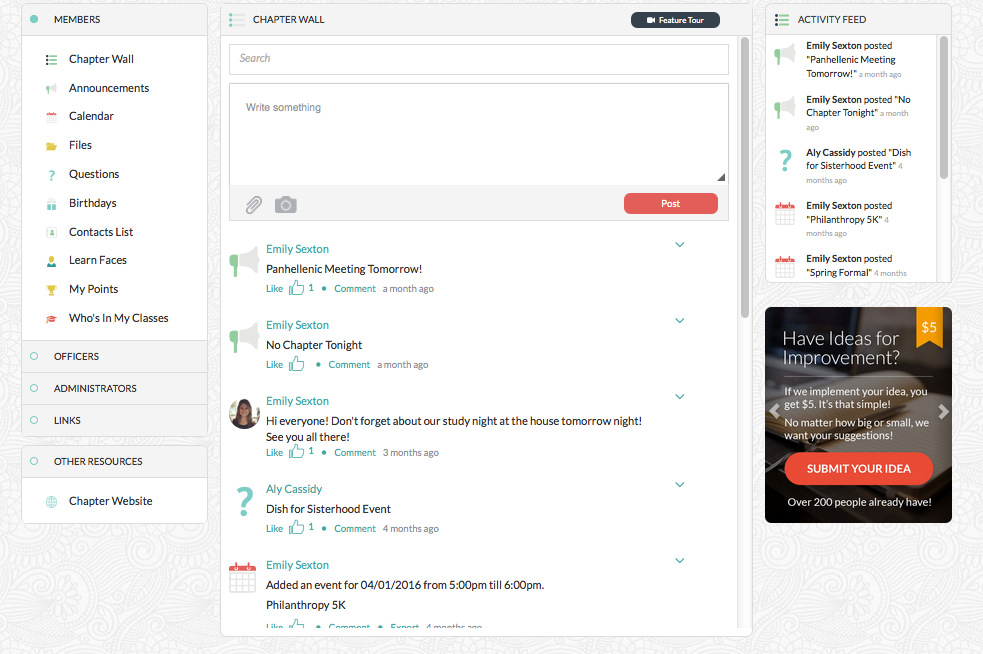 MEMBERS
Chapter Wall
Announcements
Calendar
Files
Questions
Birthdays
Contacts List
Learn Faces
My Points
Who's In My Classes
OFFICERS
ADMINISTRATORS
LINKS
OTHER RESOURCES
Chapter Website
CHAPTER WALL
Feature Tour
Search
Write something
Post
Emily Sexton
Panhellenic Meeting Tomorrow!
Like 1 • Comment a month ago
Emily Sexton
No Chapter Tonight
Like • Comment a month ago
Emily Sexton
Hi everyone! Don't forget about our study night at the house tomorrow night!
See you all there!
Like 1 • Comment 3 months ago
Aly Cassidy
Dish for Sisterhood Event
Like 1 • Comment 4 months ago
Emily Sexton
Added an event for 04/01/2016 from 5:00pm till 6:00pm.
Philanthropy 5K
Like • Comment • Export 4 months ago
ACTIVITY FEED
Emily Sexton posted
"Panhellenic Meeting
Tomorrow!" a month ago
Emily Sexton posted "No
Chapter Tonight" a month
ago
Aly Cassidy posted "Dish
for Sisterhood Event" 4
months ago
Emily Sexton posted
"Philanthropy 5K" 4
months ago
Emily Sexton posted
"Spring Formal" 4 months
$5
Have Ideas for
Improvement?
If we implement your idea, you
get $5. It's that simple!
No matter how big or small, we
want your suggestions!
SUBMIT YOUR IDEA
Over 200 people already have!